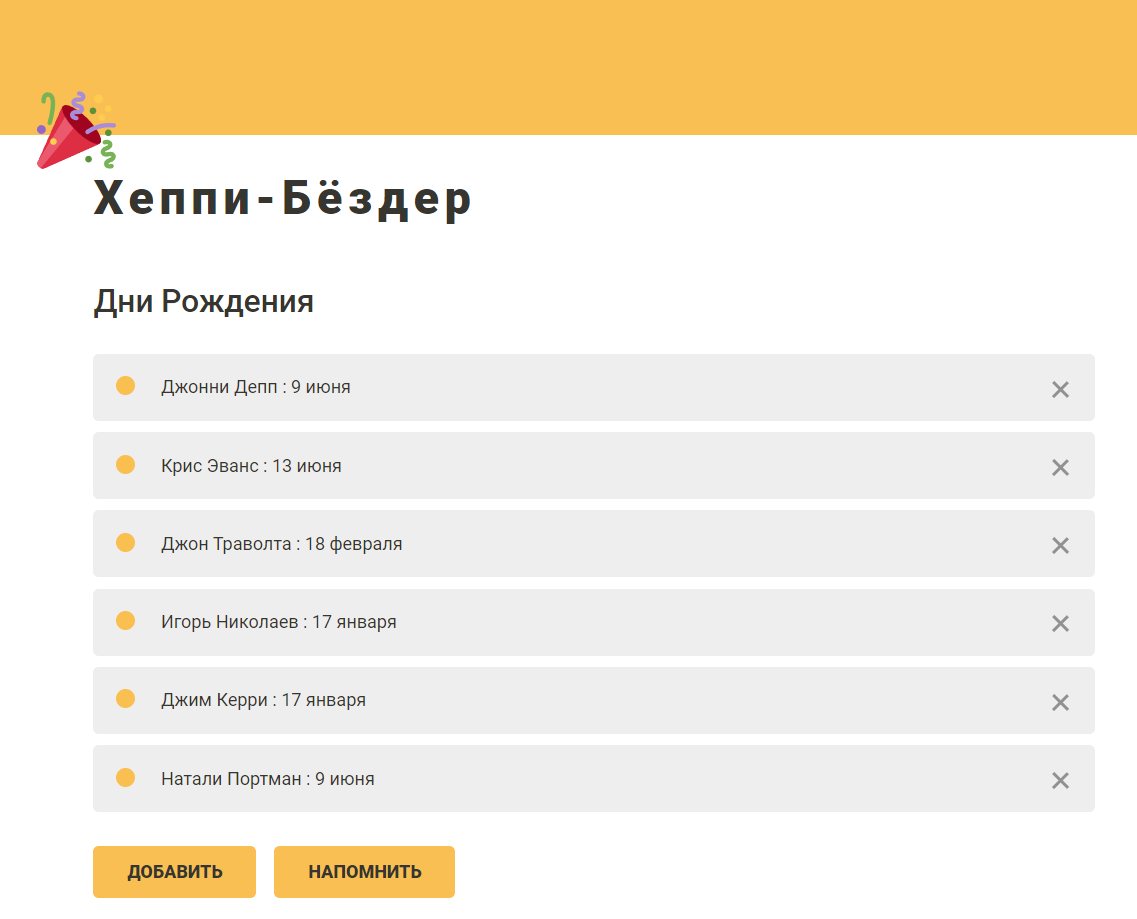 Хеппи-Бёздер
Дни Рождения
Джонни Депп : 9 июня
Крис Эванс : 13 июня
Джон Траволта : 18 февраля
Игорь Николаев : 17 января
Джим Керри : 17 января
Натали Портман : 9 июня
ДОБАВИТЬ НАПОМНИТЬ